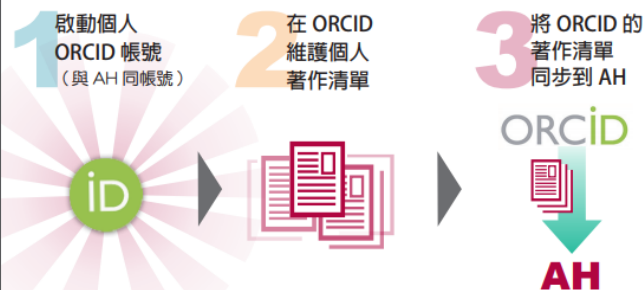 1
啟動個人
ORCID 帳號
（與 AH 同帳號）
iD
2
在 ORCID
維護個人
著作清單
3
將 ORCID 的
著作清單
同步到 AH
ORCiD
AH